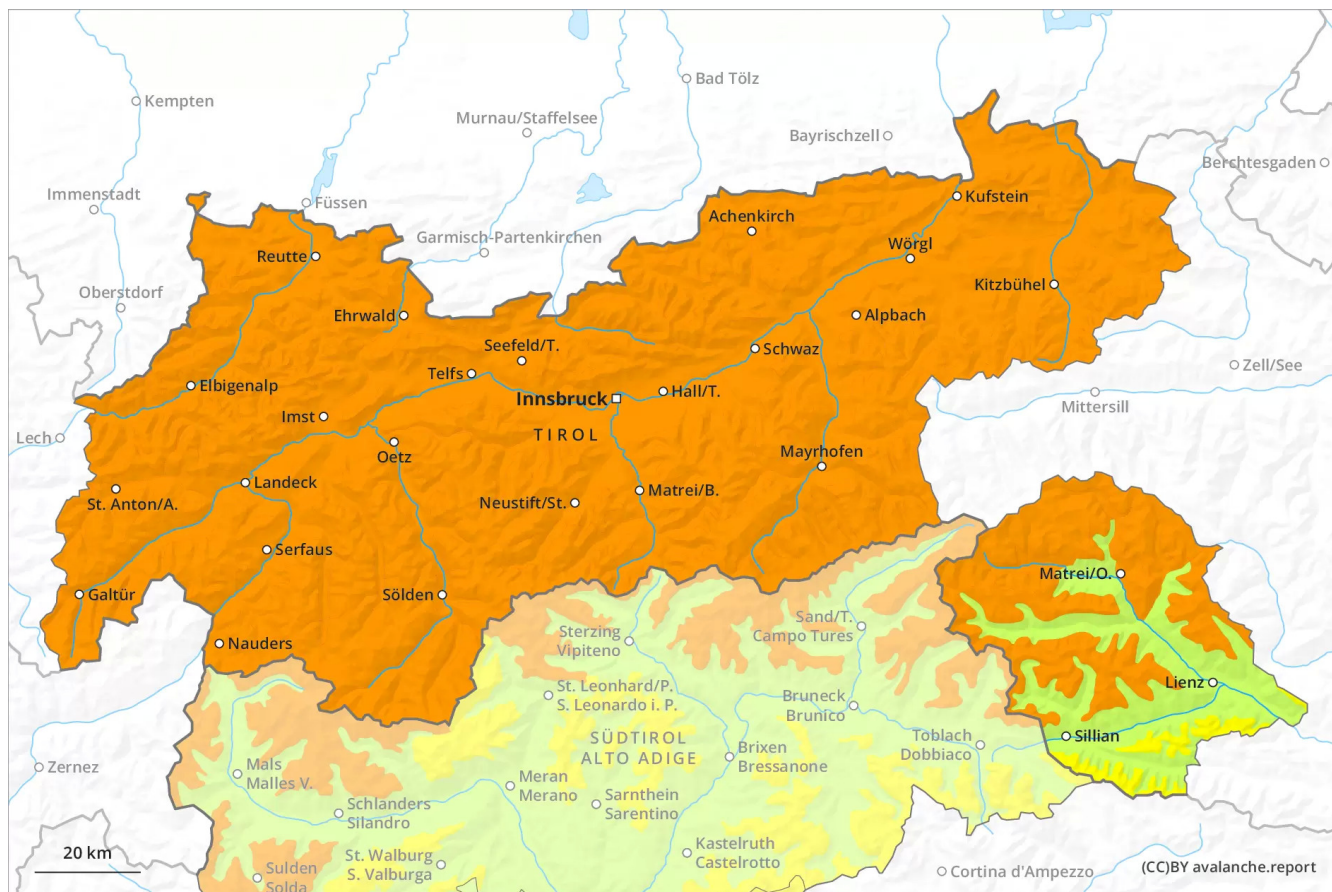 Bad Tölz
Kempten
Murnau/Staffelsee
Bayrischzell
Berchtesgaden
Immenstadt
Füssen
Kufstein
Achenkirch
Garmisch-Partenkirchen
Wörgl
Reutte
Oberstdorf
Kitzbühel
Ehrwald
Alpbach
Seefeld/T.
Schwaz
Zell/See
Telfs
Elbigenalp
Hall/T.
Innsbruck
Mittersill
Imst
Lech
TIROL
Oetz
Mayrhofen
Landeck
St. Anton/A.
Neustift/St.
Matrei/B.
Serfaus
Matrei/O.
Galtür
Sölden
Sand/T.
Campo Tures
Sterzing
Vipiteno
Nauders
Lienz
St. Leonhard/P.
S. Leonardo i. P.
Bruneck
Brunico
SÜDTIROL
ALTO ADIGE
Toblach
Dobbiaco
Sillian
Brixen
Bressanone
Zernez
Mals
Malles V.
Meran
Merano
Sarnthein
Sarentino
Schlanders
Silandro
Kastelruth
Castelrotto
20 km
St. Walburg
S. Valburga
Sulden
Solda
Cortina d'Ampezzo
(CC)BY avalanche.report